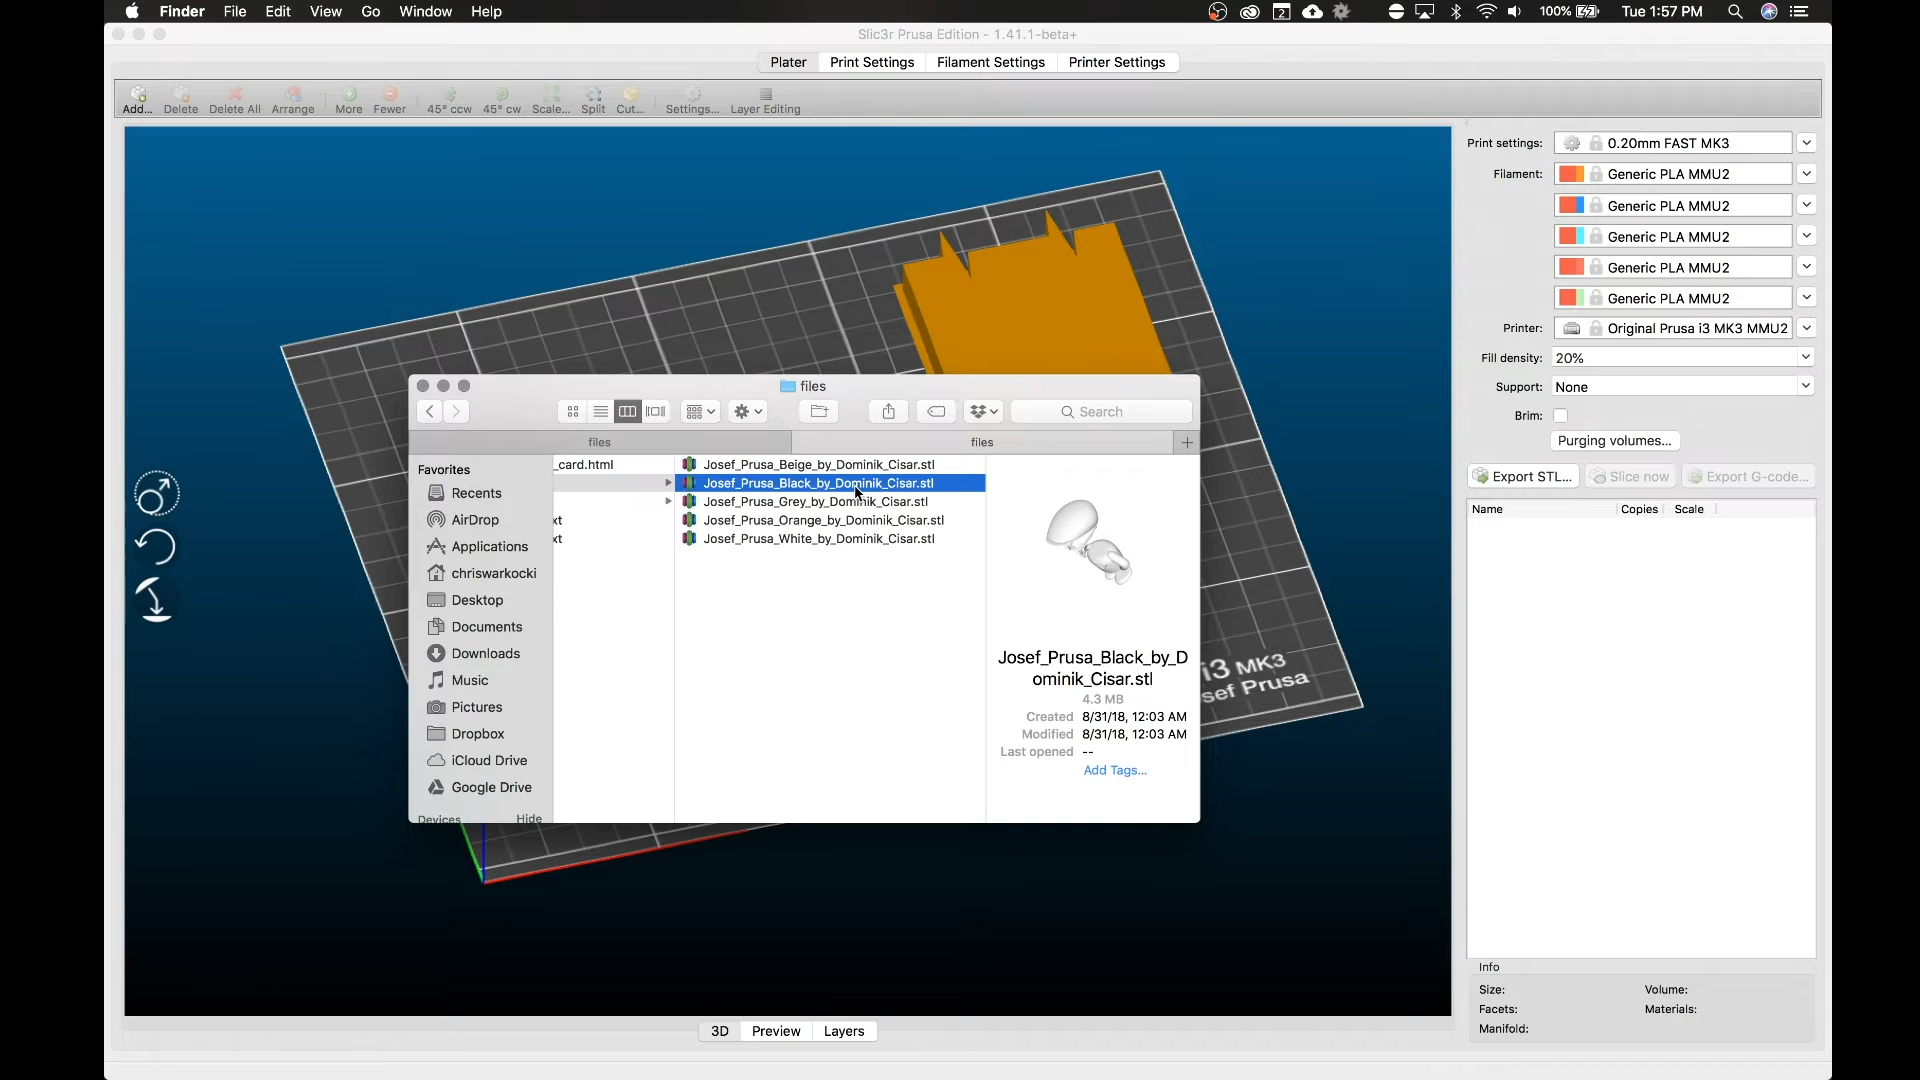 Finder File Edit View Go Window Help
2 100% Tue 1:57 PM
Slic3r Prusa Edition - 1.41.1-beta+
Plater Print Settings Filament Settings Printer Settings
Add... Delete Delete All Arrange More Fewer 45° ccw 45° cw Scale... Split Cut... Settings... Layer Editing
Print settings: 0.20mm FAST MK3
Filament: Generic PLA MMU2
Generic PLA MMU2
Generic PLA MMU2
Generic PLA MMU2
Generic PLA MMU2
Printer: Original Prusa i3 MK3 MMU2
Fill density: 20%
Support: None
Brim:
Purging volumes...
Export STL... Slice now Export G-code...
Name Copies Scale
files
Search
files files +
Favorites
Recents
AirDrop
Applications
chriswarkocki
Desktop
Documents
Downloads
Music
Pictures
Dropbox
iCloud Drive
Google Drive
Devices Hide
_card.html
xt
xt
Josef_Prusa_Beige_by_Dominik_Cisar.stl
Josef_Prusa_Black_by_Dominik_Cisar.stl
Josef_Prusa_Grey_by_Dominik_Cisar.stl
Josef_Prusa_Orange_by_Dominik_Cisar.stl
Josef_Prusa_White_by_Dominik_Cisar.stl
Josef_Prusa_Black_by_D
ominik_Cisar.stl
4.3 MB
Created 8/31/18, 12:03 AM
Modified 8/31/18, 12:03 AM
Last opened --
Add Tags...
i3 MK3
sef Prusa
Info
Size: Volume:
Facets: Materials:
Manifold:
3D Preview Layers